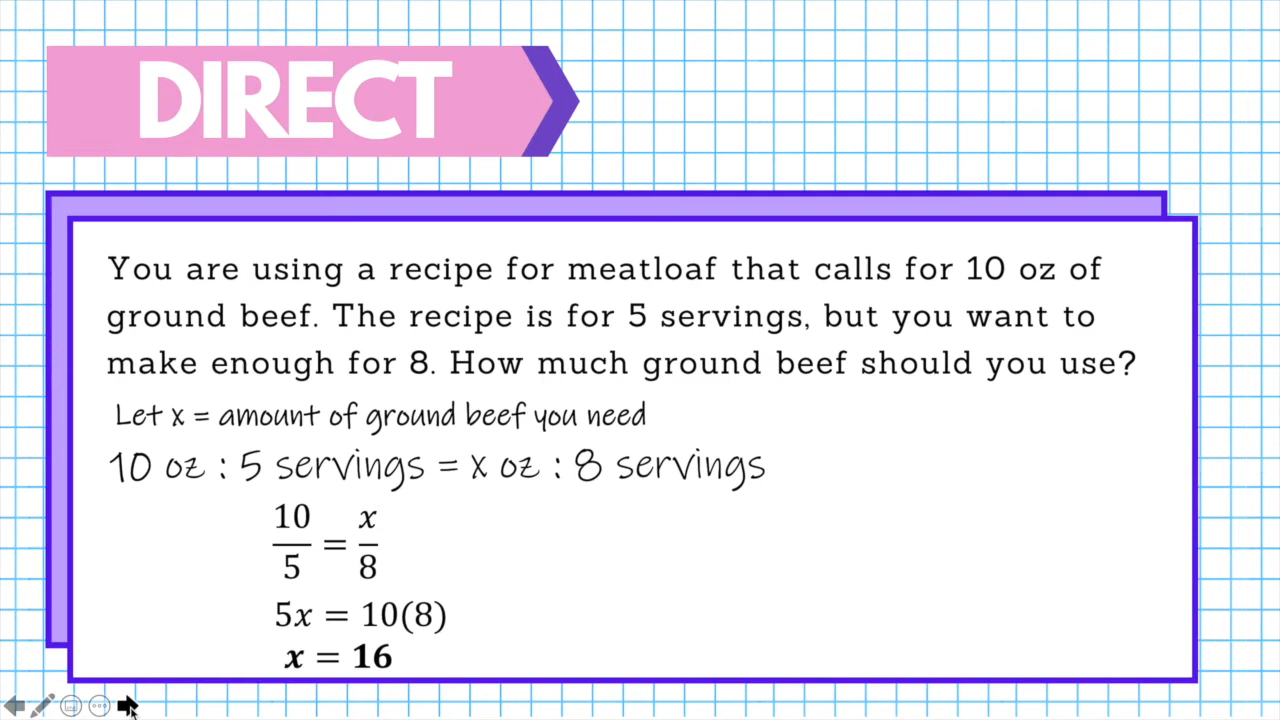 DIRECT
You are using a recipe for meatloaf that calls for 10 oz of
ground beef. The recipe is for 5 servings, but you want to
make enough for 8. How much ground beef should you use?
Let x = amount of ground beef you need
10 oz : 5 servings = x oz : 8 servings
10/5 = x/8
5x = 10(8)
x = 16